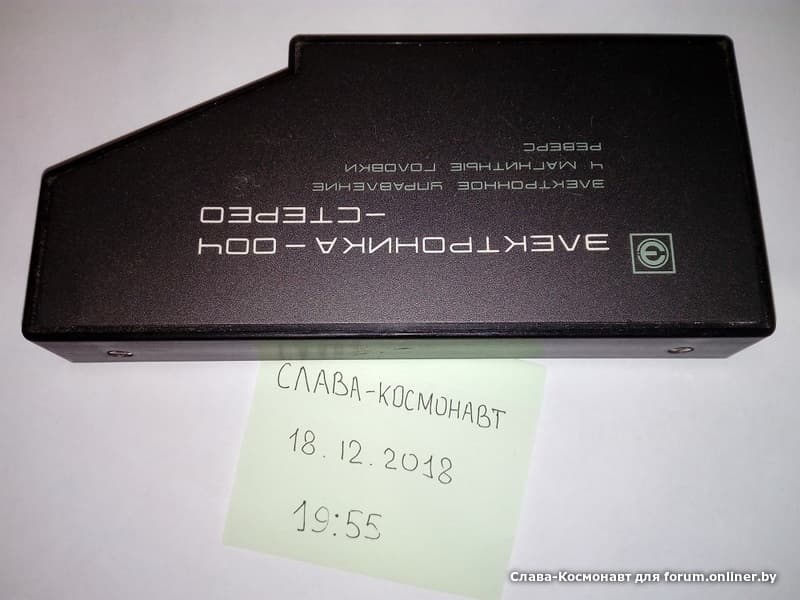 ЭЛЕКТРОНИКА-004
-СТЕРЕО
ЭЛЕКТРОННОЕ УПРАВЛЕНИЕ
4 МАГНИТНЫЕ ГОЛОВКИ
РЕВЕРС
СЛАВА-КОСМОНАВТ
18.12.2018
19:55
Слава-Космонавт для forum.onliner.by